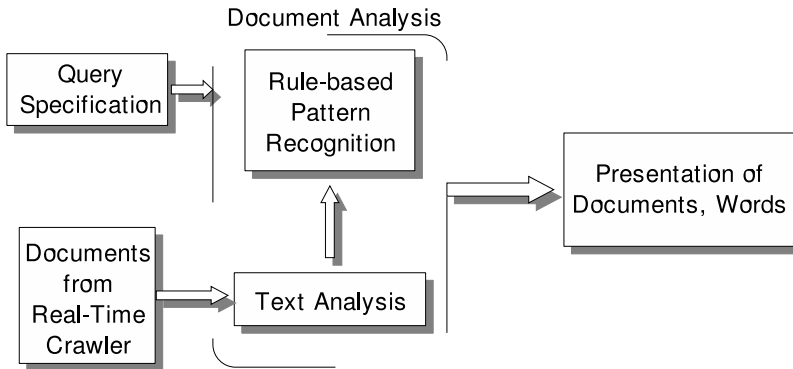 Document Analysis
Query
Specification
Rule-based
Pattern
Recognition
Presentation of
Documents, Words
Documents
from
Real-Time
Crawler
Text Analysis